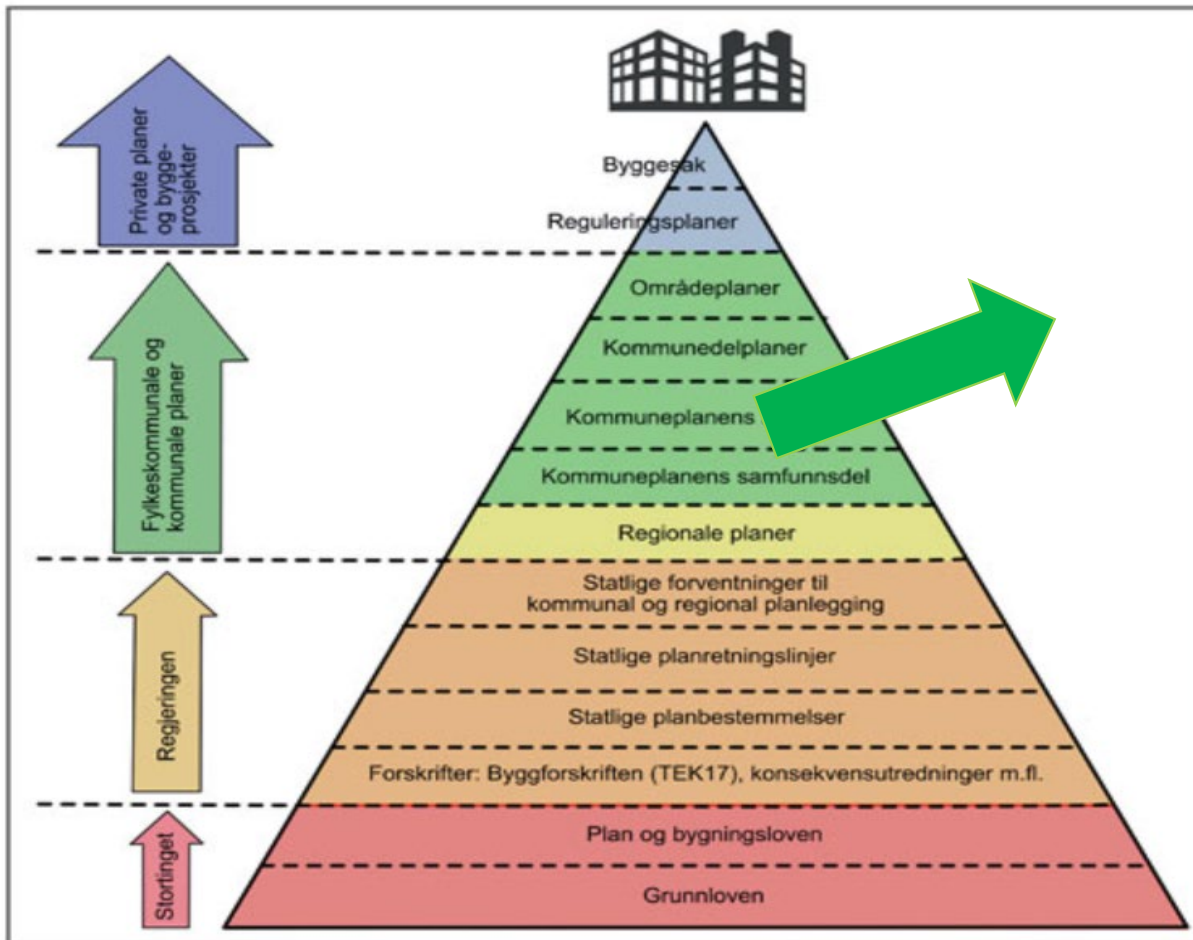 Private planer
og bygge-
prosjekter
Byggesak
Reguleringsplaner
Fylkeskommunale og
kommunale planer
Områdeplaner
Kommunedelplaner
Kommuneplanens
Kommuneplanens samfunnsdel
Regionale planer
Regjeringen
Statlige forventninger til
kommunal og regional planlegging
Statlige planretningslinjer
Statlige planbestemmelser
Forskrifter: Byggforskriften (TEK17), konsekvensutredninger m.fl.
Stortinget
Plan og bygningsloven
Grunnloven